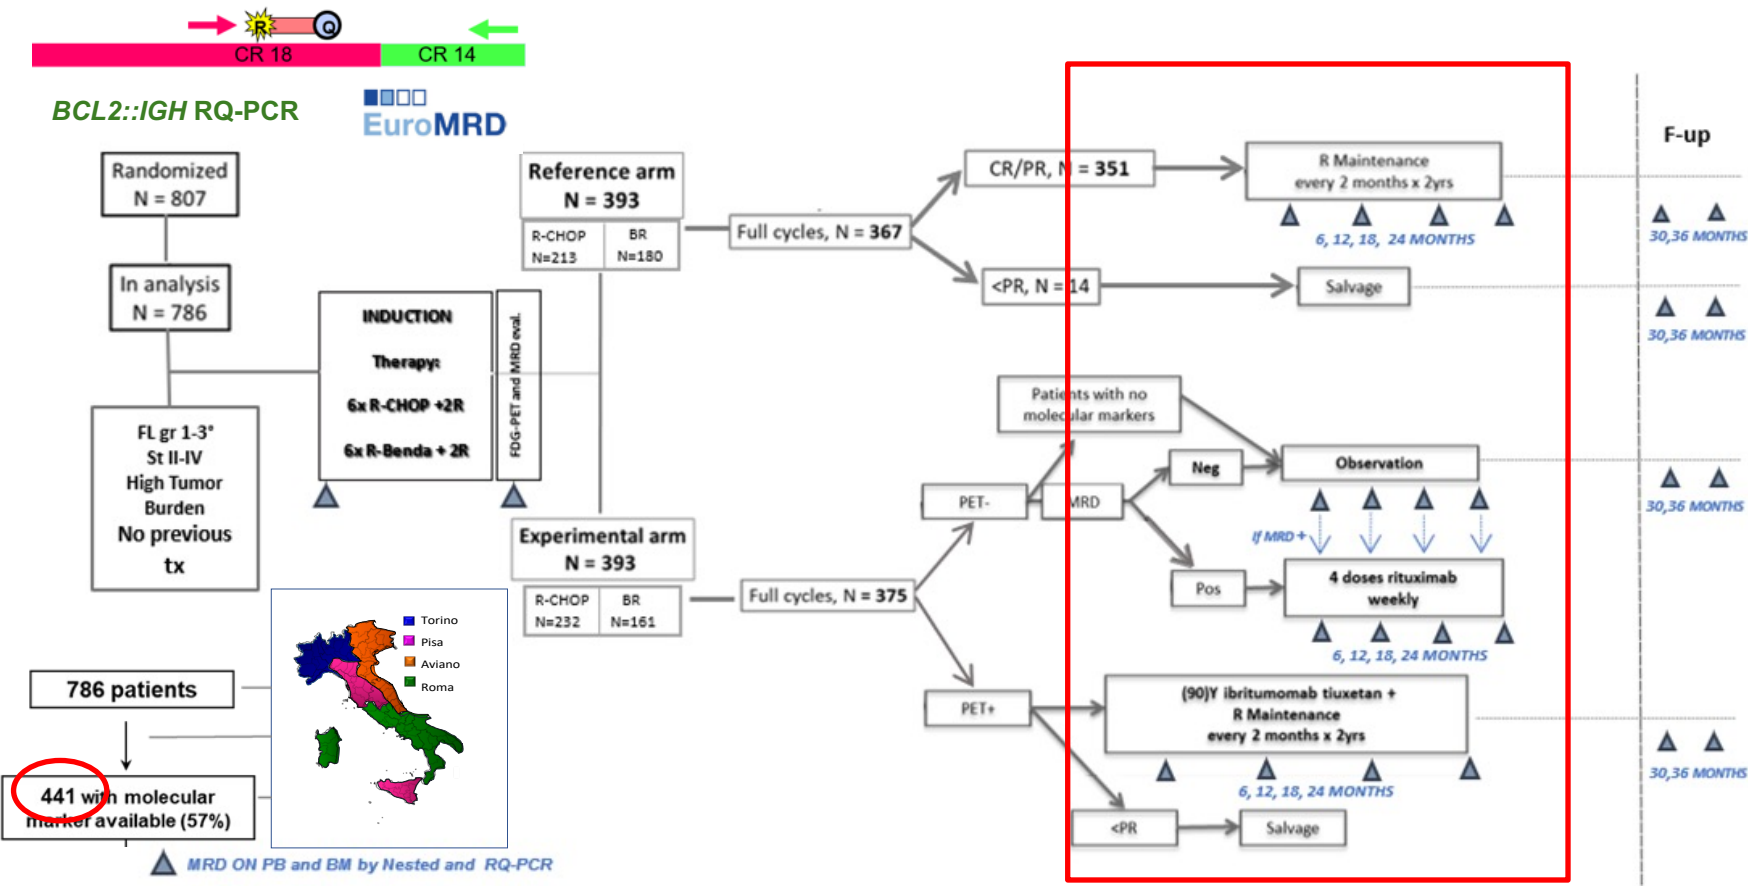 R
Q
CR 18
CR 14
BCL2::IGH RQ-PCR
EuroMRD
Randomized
N = 807
In analysis
N = 786
FL gr 1-3°
St II-IV
High Tumor
Burden
No previous
tx
INDUCTION
Therapy:
6x R-CHOP +2R
6x R-Benda + 2R
FDG-PET and MRD eval.
Reference arm
N = 393
R-CHOP
N=213
BR
N=180
Full cycles, N = 367
CR/PR, N = 351
R Maintenance
every 2 months x 2yrs
6, 12, 18, 24 MONTHS
<PR, N = 14
Salvage
Experimental arm
N = 393
R-CHOP
N=232
BR
N=161
Full cycles, N = 375
PET-
Patients with no
molecular markers
MRD
Neg
Observation
If MRD +
Pos
4 doses rituximab
weekly
6, 12, 18, 24 MONTHS
PET+
(90)Y ibritumomab tiuxetan +
R Maintenance
every 2 months x 2yrs
6, 12, 18, 24 MONTHS
<PR
Salvage
F-up
30,36 MONTHS
30,36 MONTHS
30,36 MONTHS
30,36 MONTHS
786 patients
441 with molecular
marker available (57%)
Torino
Pisa
Aviano
Roma
MRD ON PB and BM by Nested and RQ-PCR